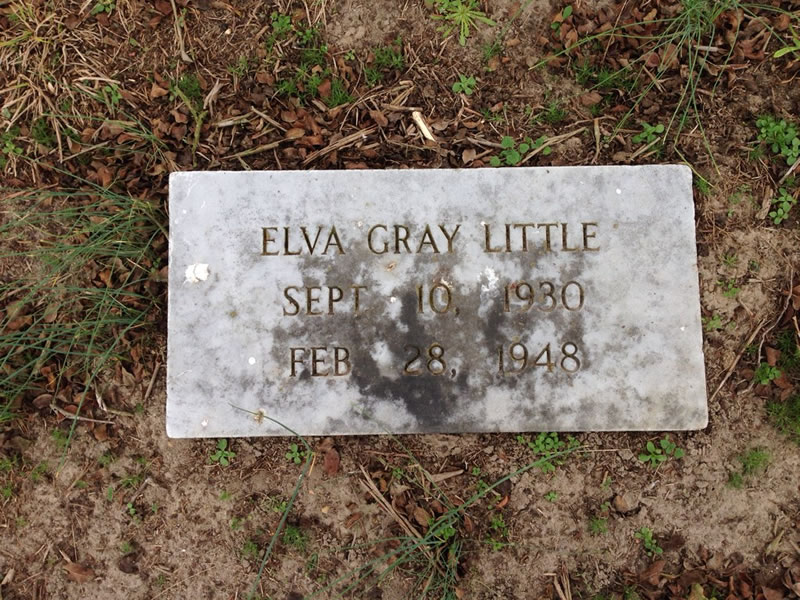 ELVA GRAY LITTLE
SEPT. 10, 1930
FEB 28, 1948